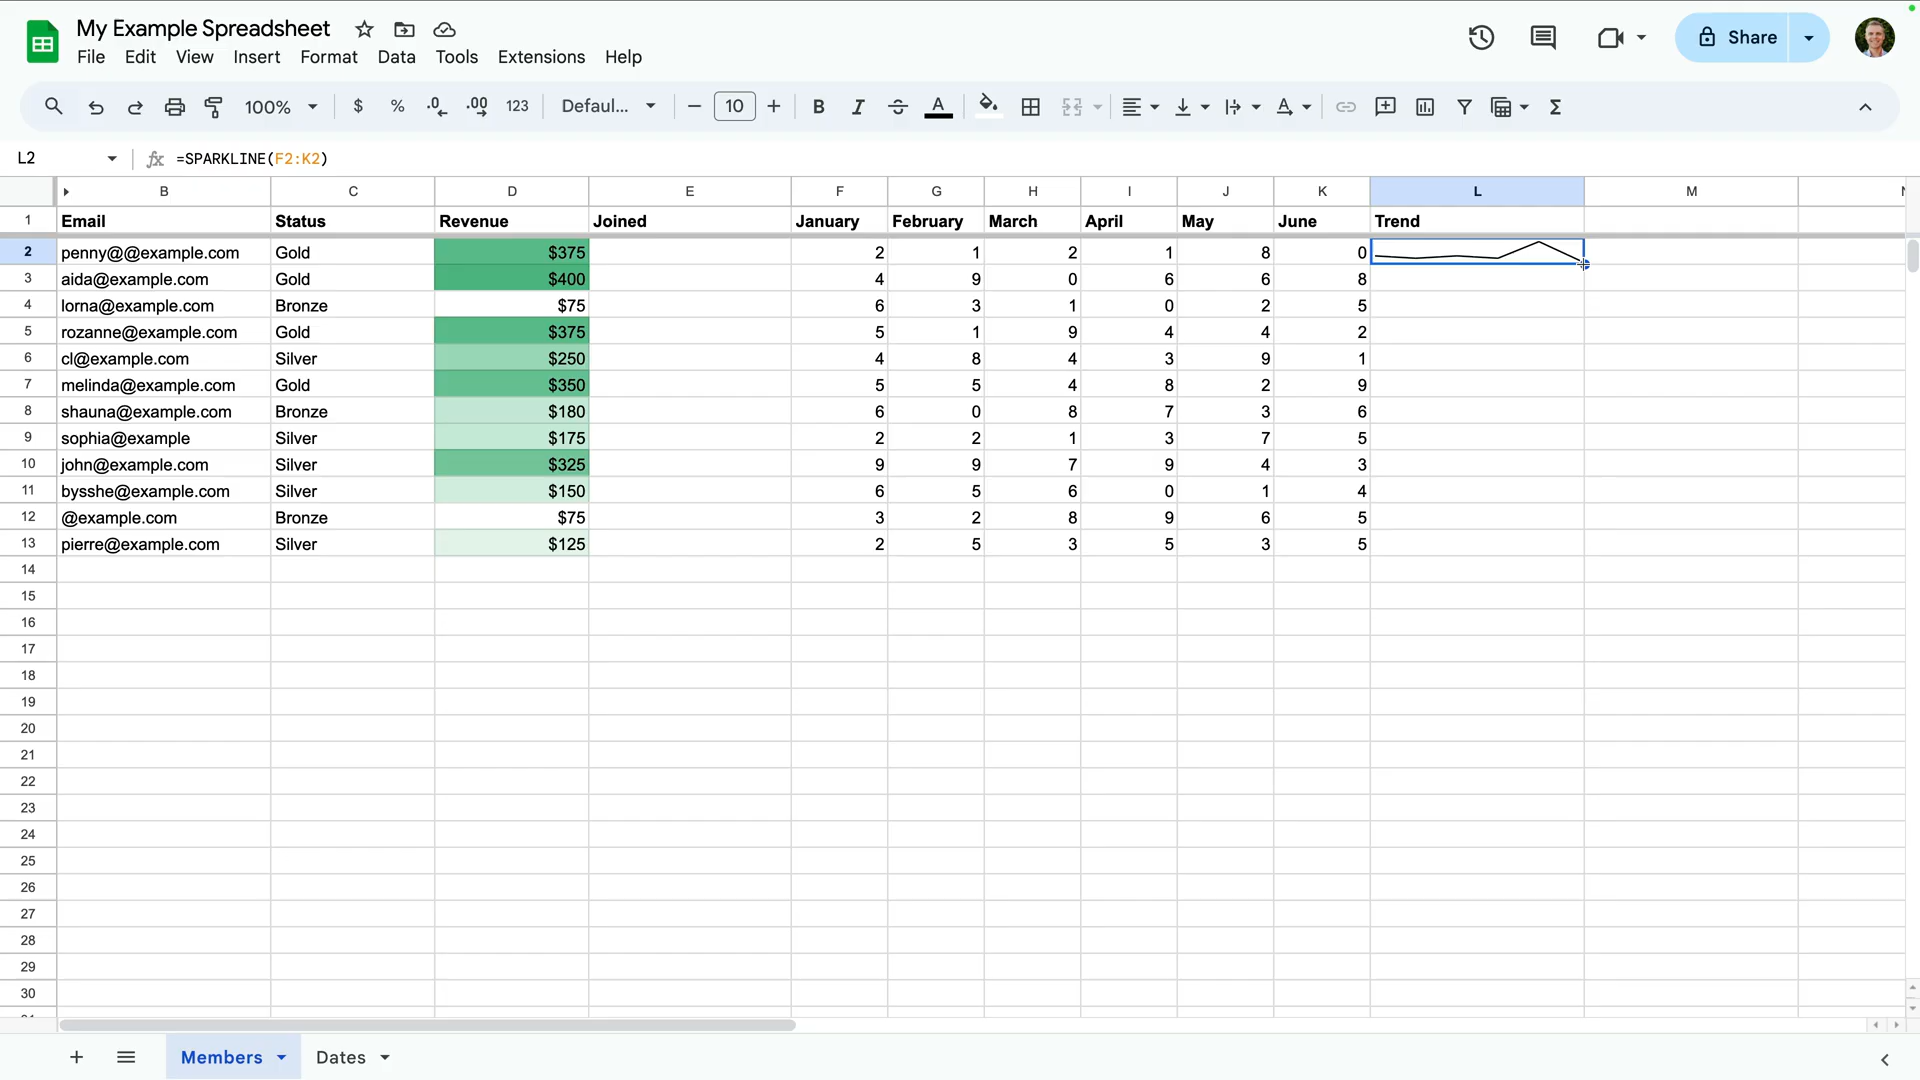 My Example Spreadsheet
File Edit View Insert Format Data Tools Extensions Help
Share
100% $ % .0 .00 123 Defaul... 10 B I S A
L2 fx =SPARKLINE(F2:K2)
B C D E F G H I J K L M
1 Email Status Revenue Joined January February March April May June Trend
2 penny@@example.com Gold $375 2 1 2 1 8 0
3 aida@example.com Gold $400 4 9 0 6 6 8
4 lorna@example.com Bronze $75 6 3 1 0 2 5
5 rozanne@example.com Gold $375 5 1 9 4 4 2
6 cl@example.com Silver $250 4 8 4 3 9 1
7 melinda@example.com Gold $350 5 5 4 8 2 9
8 shauna@example.com Bronze $180 6 0 8 7 3 6
9 sophia@example Silver $175 2 2 1 3 7 5
10 john@example.com Silver $325 9 9 7 9 4 3
11 bysshe@example.com Silver $150 6 5 6 0 1 4
12 @example.com Bronze $75 3 2 8 9 6 5
13 pierre@example.com Silver $125 2 5 3 5 3 5
14
15
16
17
18
19
20
21
22
23
24
25
26
27
28
29
30
Members Dates